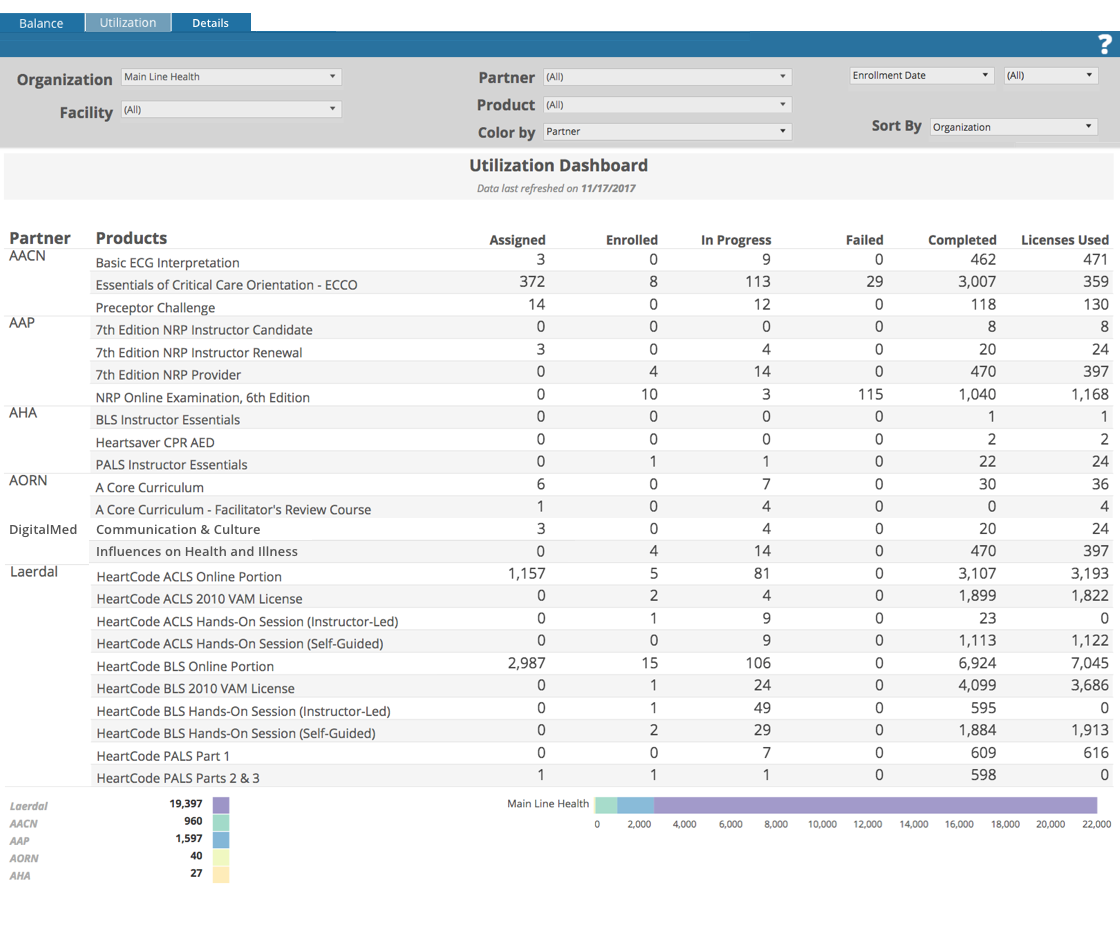 Balance Utilization Details
?
Organization Main Line Health Partner (All) Enrollment Date (All)
Facility (All) Product (All)
Color by Partner Sort By Organization
Utilization Dashboard
Data last refreshed on 11/17/2017
Partner Products Assigned Enrolled In Progress Failed Completed Licenses Used
AACN Basic ECG Interpretation 3 0 9 0 462 471
Essentials of Critical Care Orientation - ECCO 372 8 113 29 3,007 359
Preceptor Challenge 14 0 12 0 118 130
AAP 7th Edition NRP Instructor Candidate 0 0 0 0 8 8
7th Edition NRP Instructor Renewal 3 0 4 0 20 24
7th Edition NRP Provider 0 4 14 0 470 397
NRP Online Examination, 6th Edition 0 10 3 115 1,040 1,168
AHA BLS Instructor Essentials 0 0 0 0 1 1
Heartsaver CPR AED 0 0 0 0 2 2
PALS Instructor Essentials 0 1 1 0 22 24
AORN A Core Curriculum 6 0 7 0 30 36
A Core Curriculum - Facilitator's Review Course 1 0 4 0 0 4
DigitalMed Communication & Culture 3 0 4 0 20 24
Influences on Health and Illness 0 4 14 0 470 397
Laerdal HeartCode ACLS Online Portion 1,157 5 81 0 3,107 3,193
HeartCode ACLS 2010 VAM License 0 2 4 0 1,899 1,822
HeartCode ACLS Hands-On Session (Instructor-Led) 0 1 9 0 23 0
HeartCode ACLS Hands-On Session (Self-Guided) 0 0 9 0 1,113 1,122
HeartCode BLS Online Portion 2,987 15 106 0 6,924 7,045
HeartCode BLS 2010 VAM License 0 1 24 0 4,099 3,686
HeartCode BLS Hands-On Session (Instructor-Led) 0 1 49 0 595 0
HeartCode BLS Hands-On Session (Self-Guided) 0 2 29 0 1,884 1,913
HeartCode PALS Part 1 0 0 7 0 609 616
HeartCode PALS Parts 2 & 3 1 1 1 0 598 0
Laerdal 19,397 Main Line Health
AACN 960 0 2,000 4,000 6,000 8,000 10,000 12,000 14,000 16,000 18,000 20,000 22,000
AAP 1,597
AORN 40
AHA 27